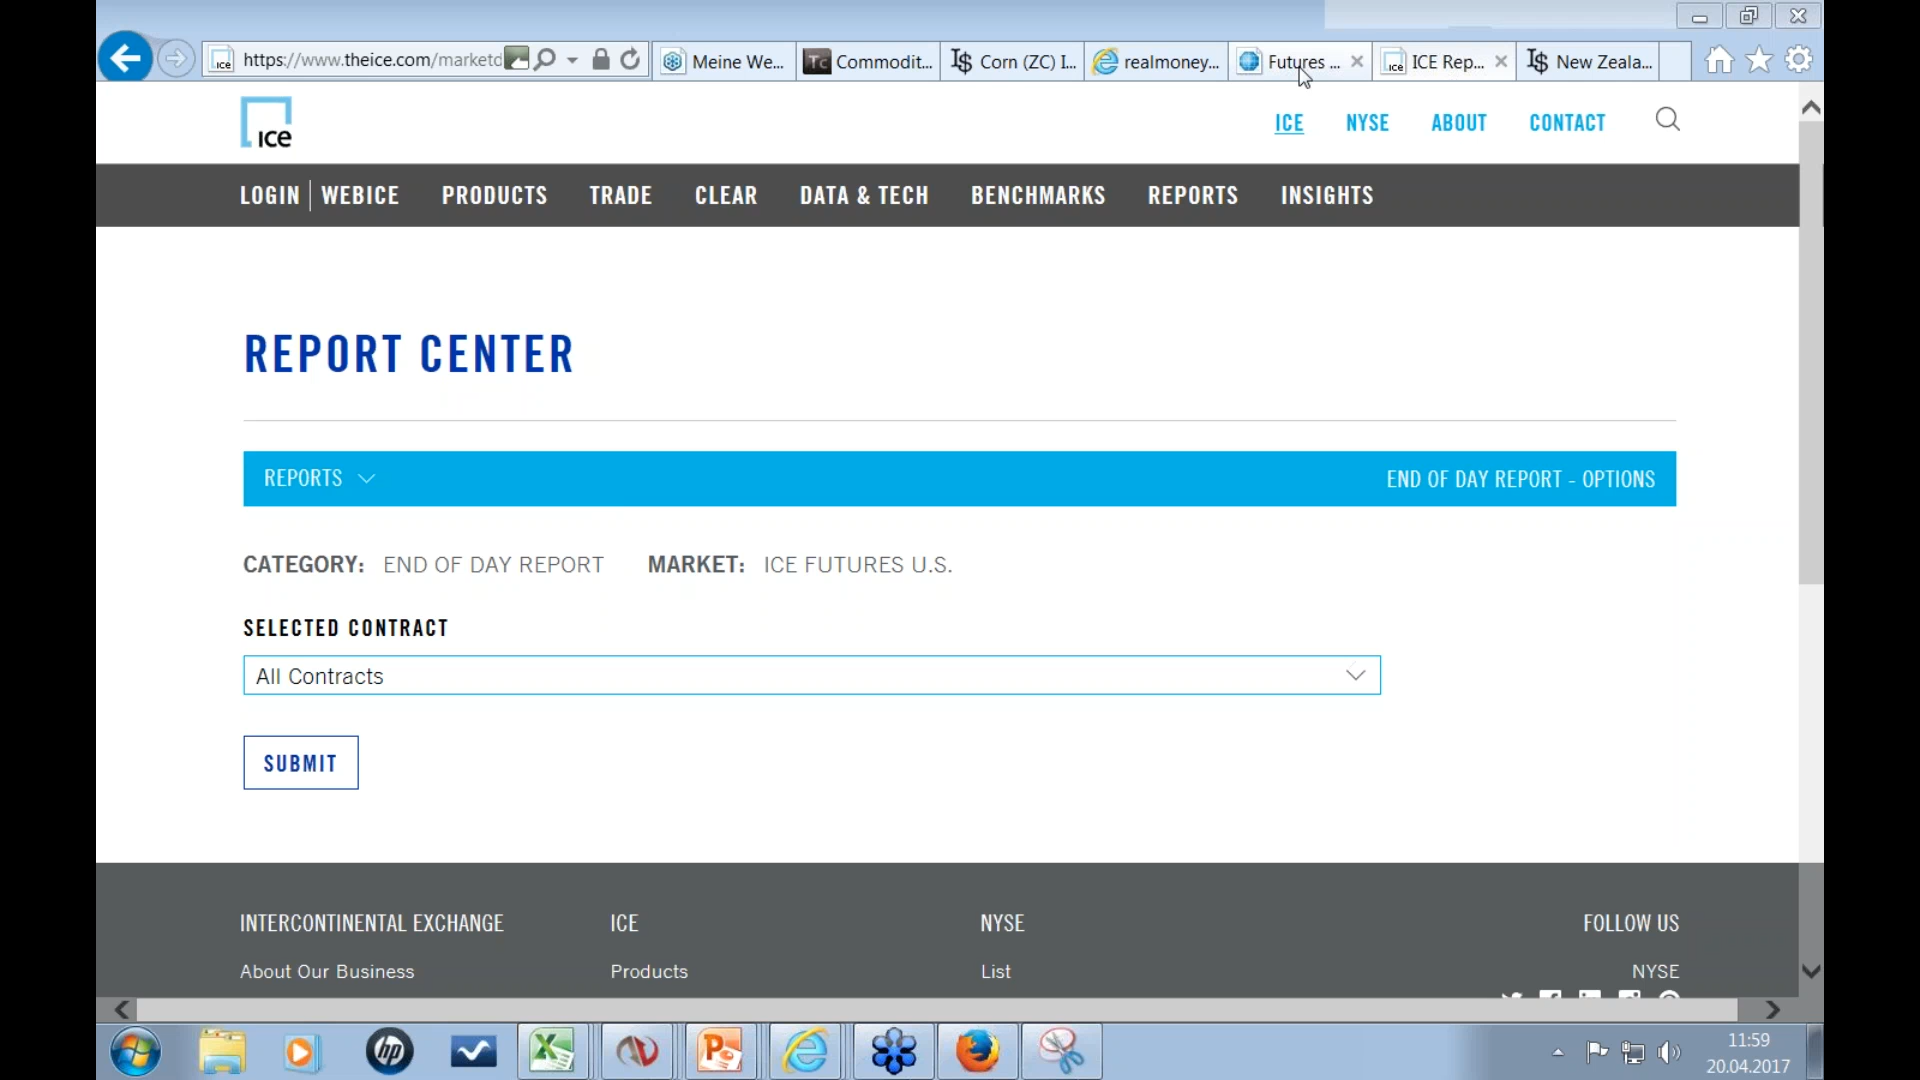 https://www.theice.com/marketd
Meine We...
Commodit...
Corn (ZC) I...
realmoney...
Futures ...
ICE Rep...
New Zeala...
ice
ICE
NYSE
ABOUT
CONTACT
LOGIN
WEBICE
PRODUCTS
TRADE
CLEAR
DATA & TECH
BENCHMARKS
REPORTS
INSIGHTS
REPORT CENTER
REPORTS
END OF DAY REPORT - OPTIONS
CATEGORY: END OF DAY REPORT MARKET: ICE FUTURES U.S.
SELECTED CONTRACT
All Contracts
SUBMIT
INTERCONTINENTAL EXCHANGE
ICE
NYSE
FOLLOW US
About Our Business
Products
List
NYSE
11:59
20.04.2017